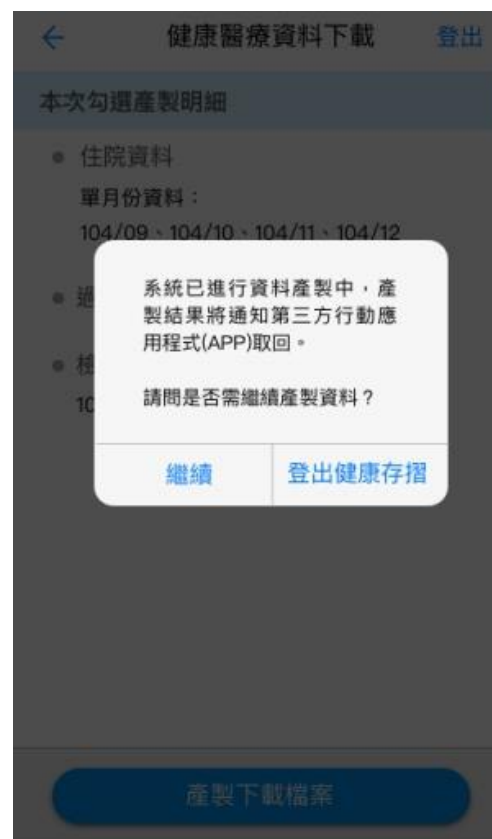 健康醫療資料下載 登出
本次勾選產製明細
住院資料
單月份資料：
104/09、104/10、104/11、104/12
系統已進行資料產製中，產
製結果將通知第三方行動應
用程式(APP)取回。
請問是否需繼續產製資料？
繼續 登出健康存摺
產製下載檔案